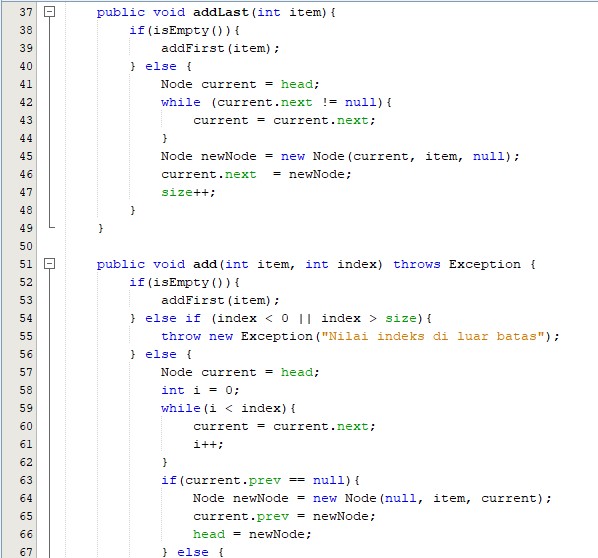 37 public void addLast(int item){
38 if(isEmpty()){
39 addFirst(item);
40 } else {
41 Node current = head;
42 while (current.next != null){
43 current = current.next;
44 }
45 Node newNode = new Node(current, item, null);
46 current.next  = newNode;
47 size++;
48 }
49 }
50
51 public void add(int item, int index) throws Exception {
52 if(isEmpty()){
53 addFirst(item);
54 } else if (index < 0 || index > size){
55 throw new Exception("Nilai indeks di luar batas");
56 } else {
57 Node current = head;
58 int i = 0;
59 while(i < index){
60 current = current.next;
61 i++;
62 }
63 if(current.prev == null){
64 Node newNode = new Node(null, item, current);
65 current.prev = newNode;
66 head = newNode;
67 } else {